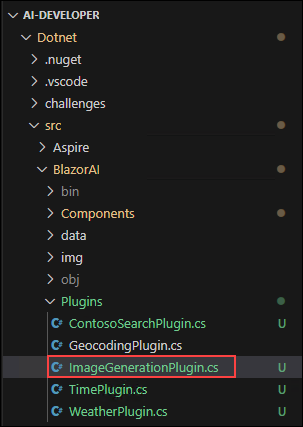 AI-DEVELOPER
Dotnet
.nuget
.vscode
challenges
src
Aspire
BlazorAI
bin
Components
data
img
obj
Plugins
C# ContosoSearchPlugin.cs U
C# GeocodingPlugin.cs
C# ImageGenerationPlugin.cs U
C# TimePlugin.cs U
C# WeatherPlugin.cs U